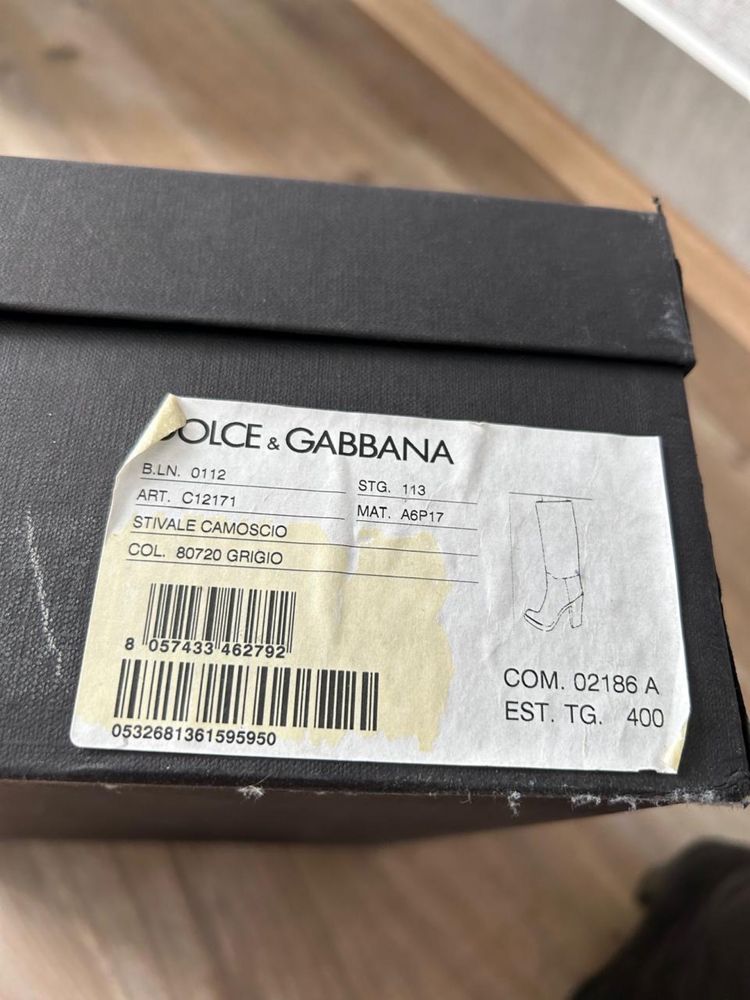 DOLCE & GABBANA
B.LN. 0112
STG. 113
ART. C12171
MAT. A6P17
STIVALE CAMOSCIO
COL. 80720 GRIGIO
8 057433 462792
0532681361595950
COM. 02186 A
EST. TG. 400